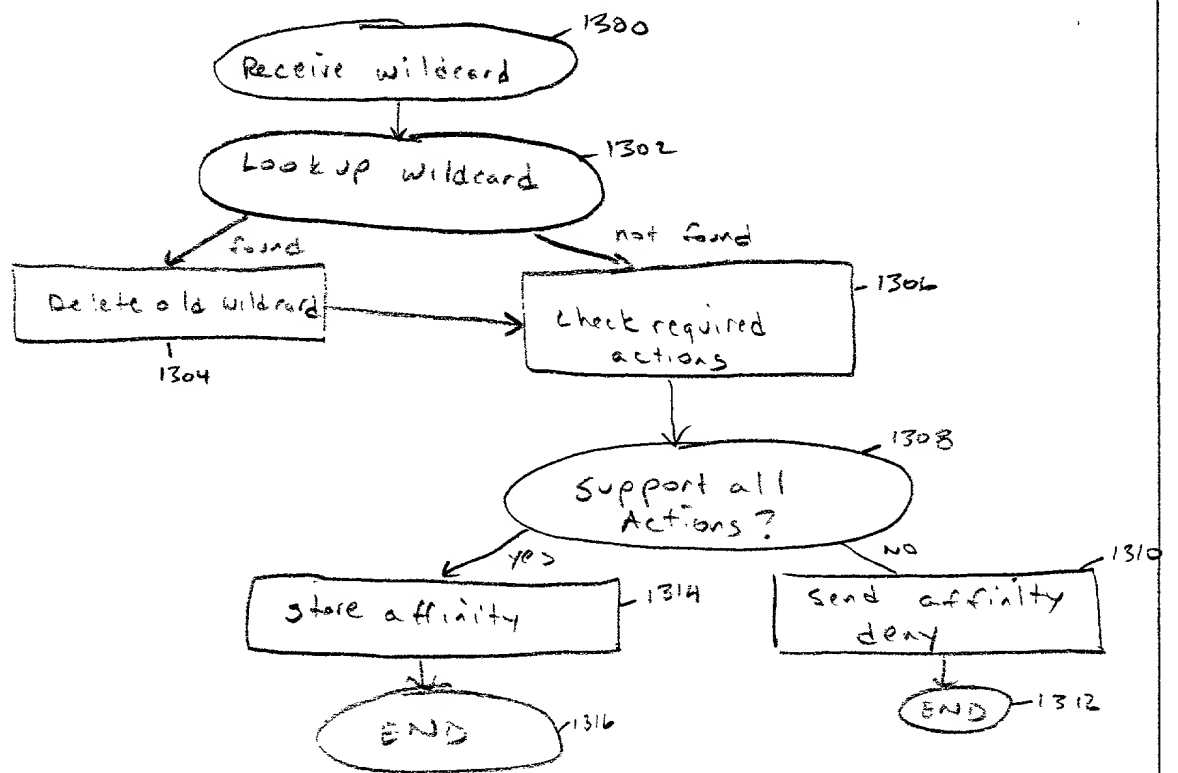 1300
Receive wildcard
1302
Lookup wildcard
found
not found
Delete old wildcard
1304
1306
check required
actions
1308
Support all
Actions?
yes
NO
1310
Store affinity
1314
Send affinity
deny
END
1316
END
1312